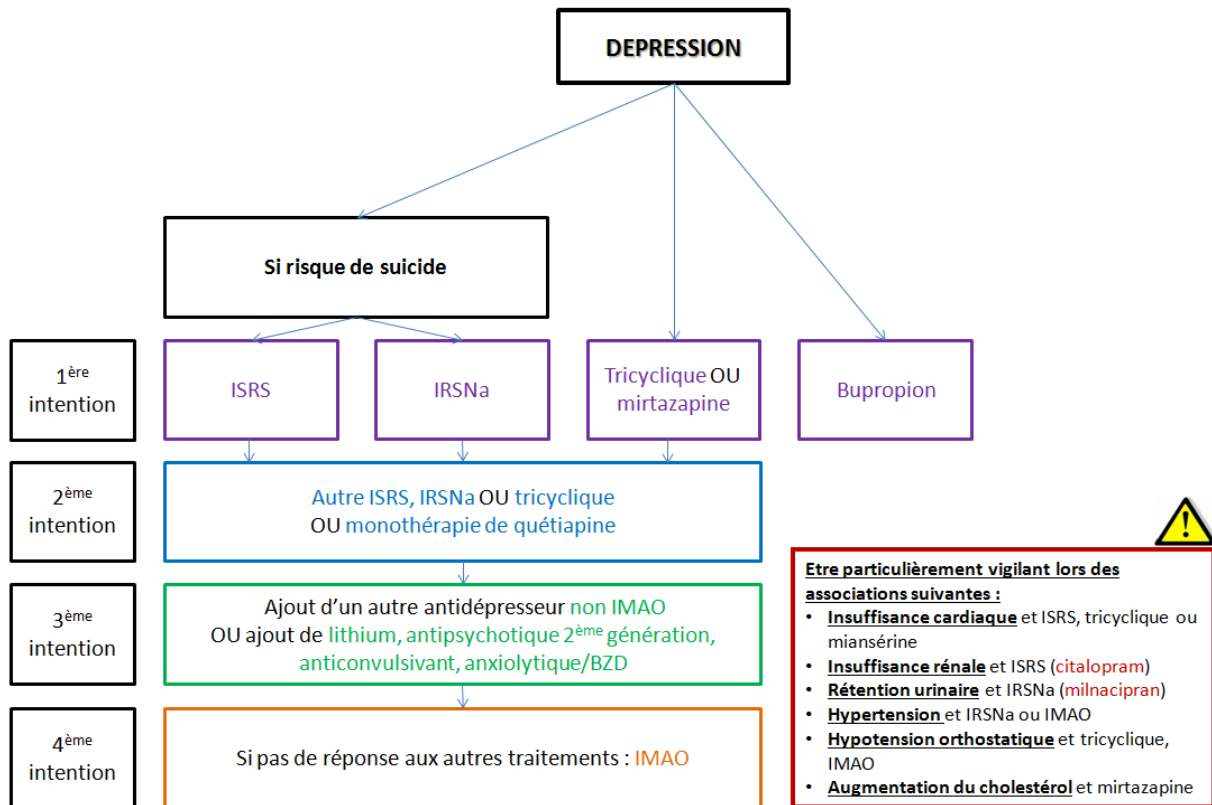 DEPRESSION
Si risque de suicide
1ère
intention
ISRS
IRSNa
Tricyclique OU
mirtazapine
Bupropion
2ème
intention
Autre ISRS, IRSNa OU tricyclique
OU monothérapie de quétiapine
3ème
intention
Ajout d'un autre antidépresseur non IMAO
OU ajout de lithium, antipsychotique 2ème génération,
anticonvulsivant, anxiolytique/BZD
4ème
intention
Si pas de réponse aux autres traitements : IMAO
Etre particulièrement vigilant lors des
associations suivantes :
• Insuffisance cardiaque et ISRS, tricyclique ou
miansérine
• Insuffisance rénale et ISRS (citalopram)
• Rétention urinaire et IRSNa (milnacipran)
• Hypertension et IRSNa ou IMAO
• Hypotension orthostatique et tricyclique,
IMAO
• Augmentation du cholestérol et mirtazapine